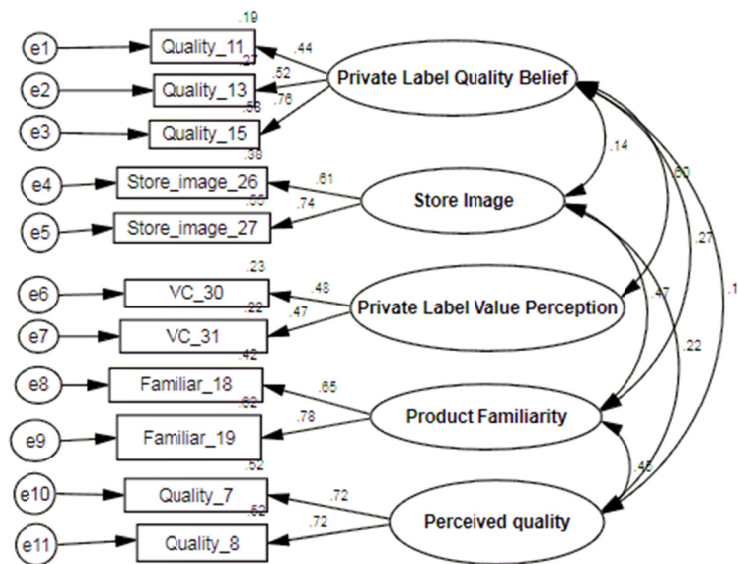 .19
e1
Quality_11
.44
Private Label Quality Belief
.27
e2
Quality_13
.52
.76
e3
Quality_15
.14
.38
e4
Store_image_26
.61
Store Image
.60
.27
e5
Store_image_27
.74
.47
.23
e6
VC_30
.48
Private Label Value Perception
.22
e7
VC_31
.47
.22
.42
e8
Familiar_18
.65
Product Familiarity
.62
e9
Familiar_19
.78
.45
.52
e10
Quality_7
.72
Perceived quality
.52
e11
Quality_8
.72